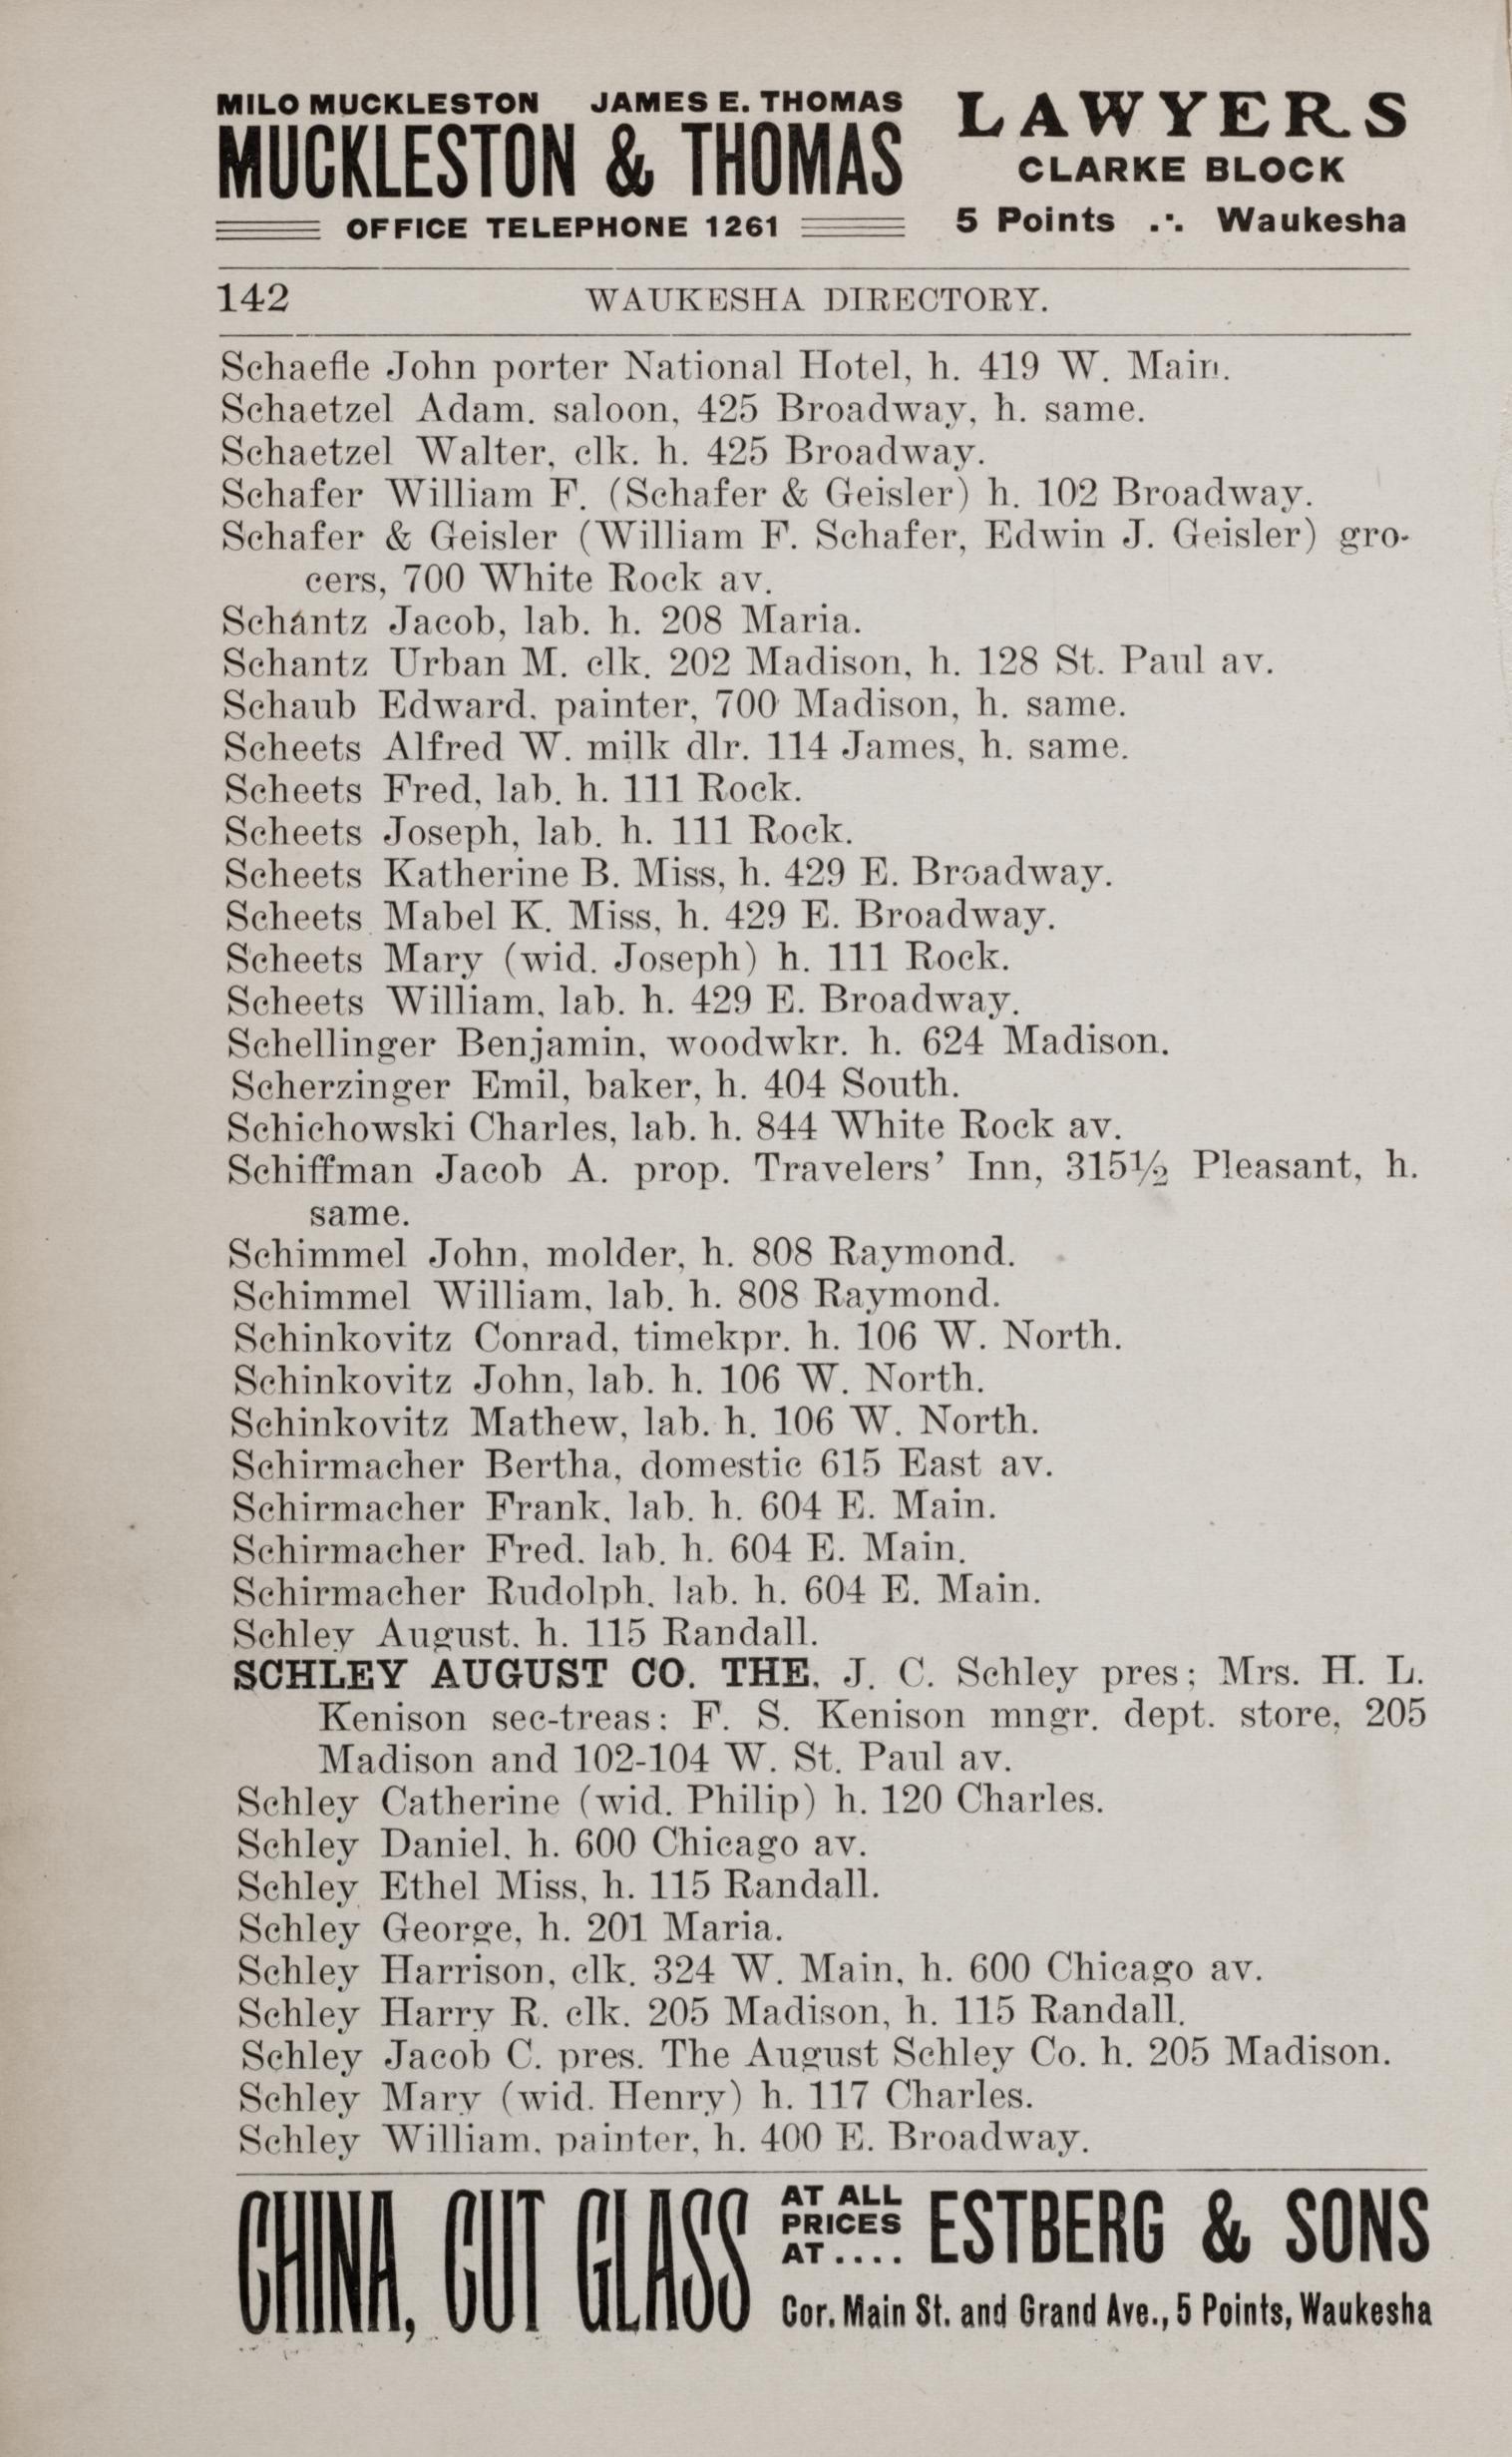 MILO MUCKLESTON JAMES E. THOMAS
MUCKLESTON & THOMAS
OFFICE TELEPHONE 1261
LAWYERS
CLARKE BLOCK
5 Points ∴ Waukesha
142 WAUKESHA DIRECTORY.
Schaefle John porter National Hotel, h. 419 W. Main.
Schaetzel Adam. saloon, 425 Broadway, h. same.
Schaetzel Walter, clk. h. 425 Broadway.
Schafer William F. (Schafer & Geisler) h. 102 Broadway.
Schafer & Geisler (William F. Schafer, Edwin J. Geisler) gro-
cers, 700 White Rock av.
Schantz Jacob, lab. h. 208 Maria.
Schantz Urban M. clk. 202 Madison, h. 128 St. Paul av.
Schaub Edward. painter, 700 Madison, h. same.
Scheets Alfred W. milk dlr. 114 James, h. same.
Scheets Fred, lab. h. 111 Rock.
Scheets Joseph, lab. h. 111 Rock.
Scheets Katherine B. Miss, h. 429 E. Broadway.
Scheets Mabel K. Miss, h. 429 E. Broadway.
Scheets Mary (wid. Joseph) h. 111 Rock.
Scheets William, lab. h. 429 E. Broadway.
Schellinger Benjamin, woodwkr. h. 624 Madison.
Scherzinger Emil, baker, h. 404 South.
Schichowski Charles, lab. h. 844 White Rock av.
Schiffman Jacob A. prop. Travelers’ Inn, 315½ Pleasant, h.
same.
Schimmel John, molder, h. 808 Raymond.
Schimmel William, lab. h. 808 Raymond.
Schinkovitz Conrad, timekpr. h. 106 W. North.
Schinkovitz John, lab. h. 106 W. North.
Schinkovitz Mathew, lab. h. 106 W. North.
Schirmacher Bertha, domestic 615 East av.
Schirmacher Frank, lab. h. 604 E. Main.
Schirmacher Fred. lab. h. 604 E. Main.
Schirmacher Rudolph, lab. h. 604 E. Main.
Schley August, h. 115 Randall.
SCHLEY AUGUST CO. THE, J. C. Schley pres; Mrs. H. L.
Kenison sec-treas: F. S. Kenison mngr. dept. store, 205
Madison and 102-104 W. St. Paul av.
Schley Catherine (wid. Philip) h. 120 Charles.
Schley Daniel, h. 600 Chicago av.
Schley Ethel Miss, h. 115 Randall.
Schley George, h. 201 Maria.
Schley Harrison, clk. 324 W. Main, h. 600 Chicago av.
Schley Harry R. clk. 205 Madison, h. 115 Randall.
Schley Jacob C. pres. The August Schley Co. h. 205 Madison.
Schley Mary (wid. Henry) h. 117 Charles.
Schley William, painter, h. 400 E. Broadway.
CHINA, CUT GLASS
AT ALL
PRICES
AT....
ESTBERG & SONS
Cor. Main St. and Grand Ave., 5 Points, Waukesha